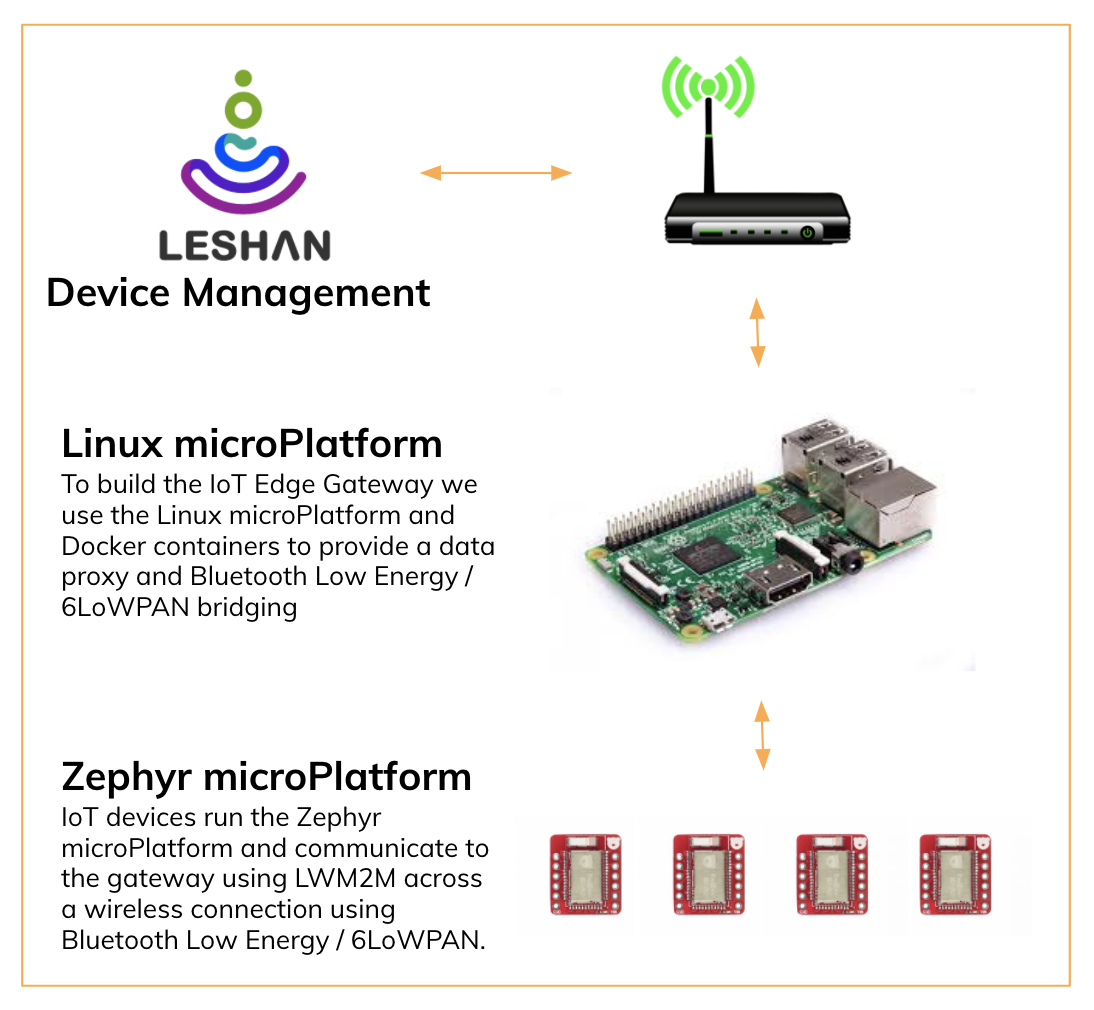 LESHAN
Device Management
Linux microPlatform
To build the IoT Edge Gateway we
use the Linux microPlatform and
Docker containers to provide a data
proxy and Bluetooth Low Energy /
6LoWPAN bridging
Zephyr microPlatform
IoT devices run the Zephyr
microPlatform and communicate to
the gateway using LWM2M across
a wireless connection using
Bluetooth Low Energy / 6LoWPAN.